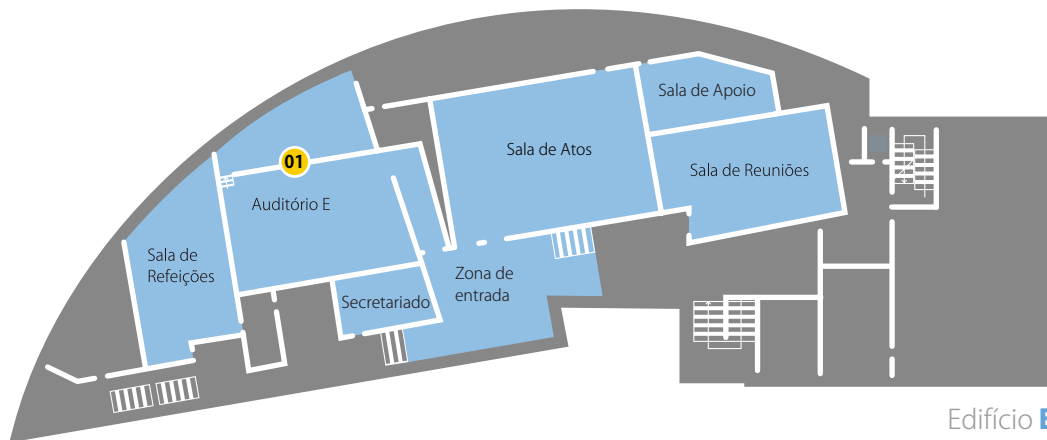 Sala de Apoio
01
Sala de Atos
Sala de Reuniões
Auditório E
Sala de
Refeições
Zona de
entrada
Secretariado
Edifício E